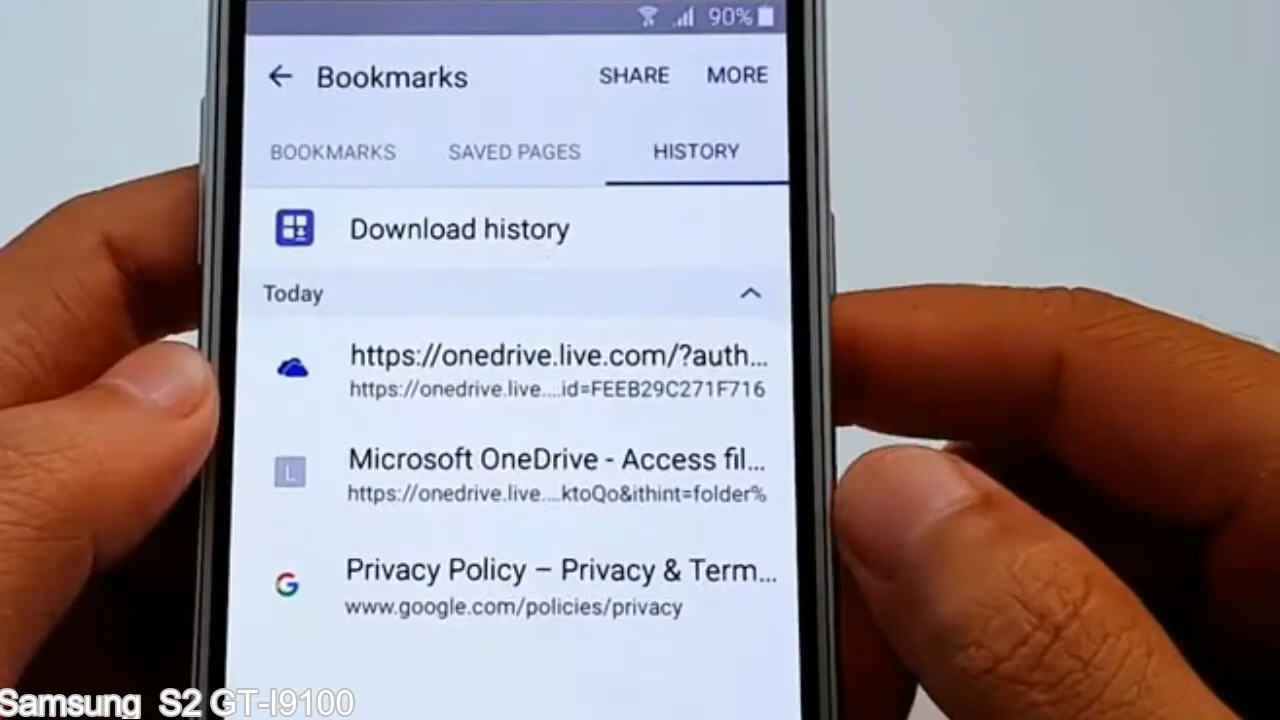 90%
Bookmarks SHARE MORE
BOOKMARKS SAVED PAGES HISTORY
Download history
Today
https://onedrive.live.com/?auth...
https://onedrive.live....id=FEEB29C271F716
L
Microsoft OneDrive - Access fil...
https://onedrive.live....ktoQo&ithint=folder%
Privacy Policy – Privacy & Term...
www.google.com/policies/privacy
Samsung S2 GT-I9100